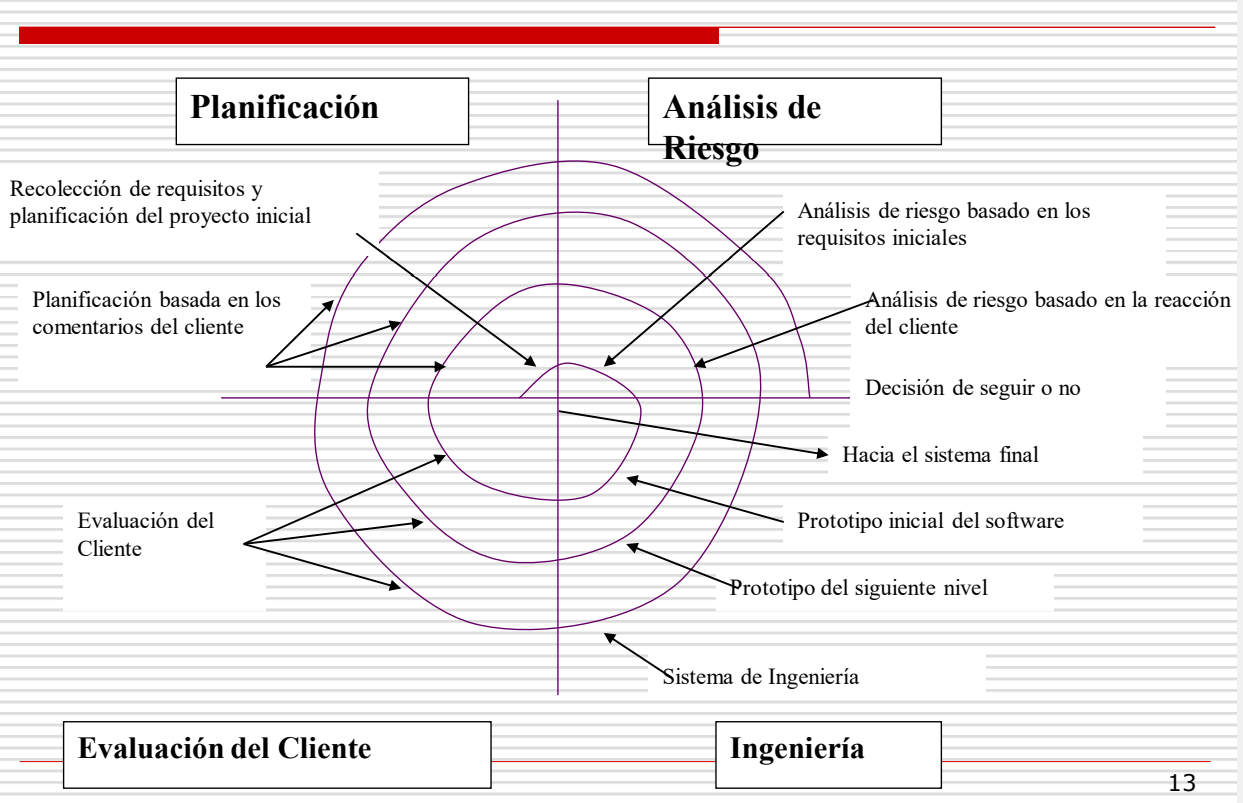 Planificación
Análisis de
Riesgo
Recolección de requisitos y
planificación del proyecto inicial
Análisis de riesgo basado en los
requisitos iniciales
Planificación basada en los
comentarios del cliente
Análisis de riesgo basado en la reacción
del cliente
Decisión de seguir o no
Hacia el sistema final
Evaluación del
Cliente
Prototipo inicial del software
Prototipo del siguiente nivel
Sistema de Ingeniería
Evaluación del Cliente
Ingeniería
13